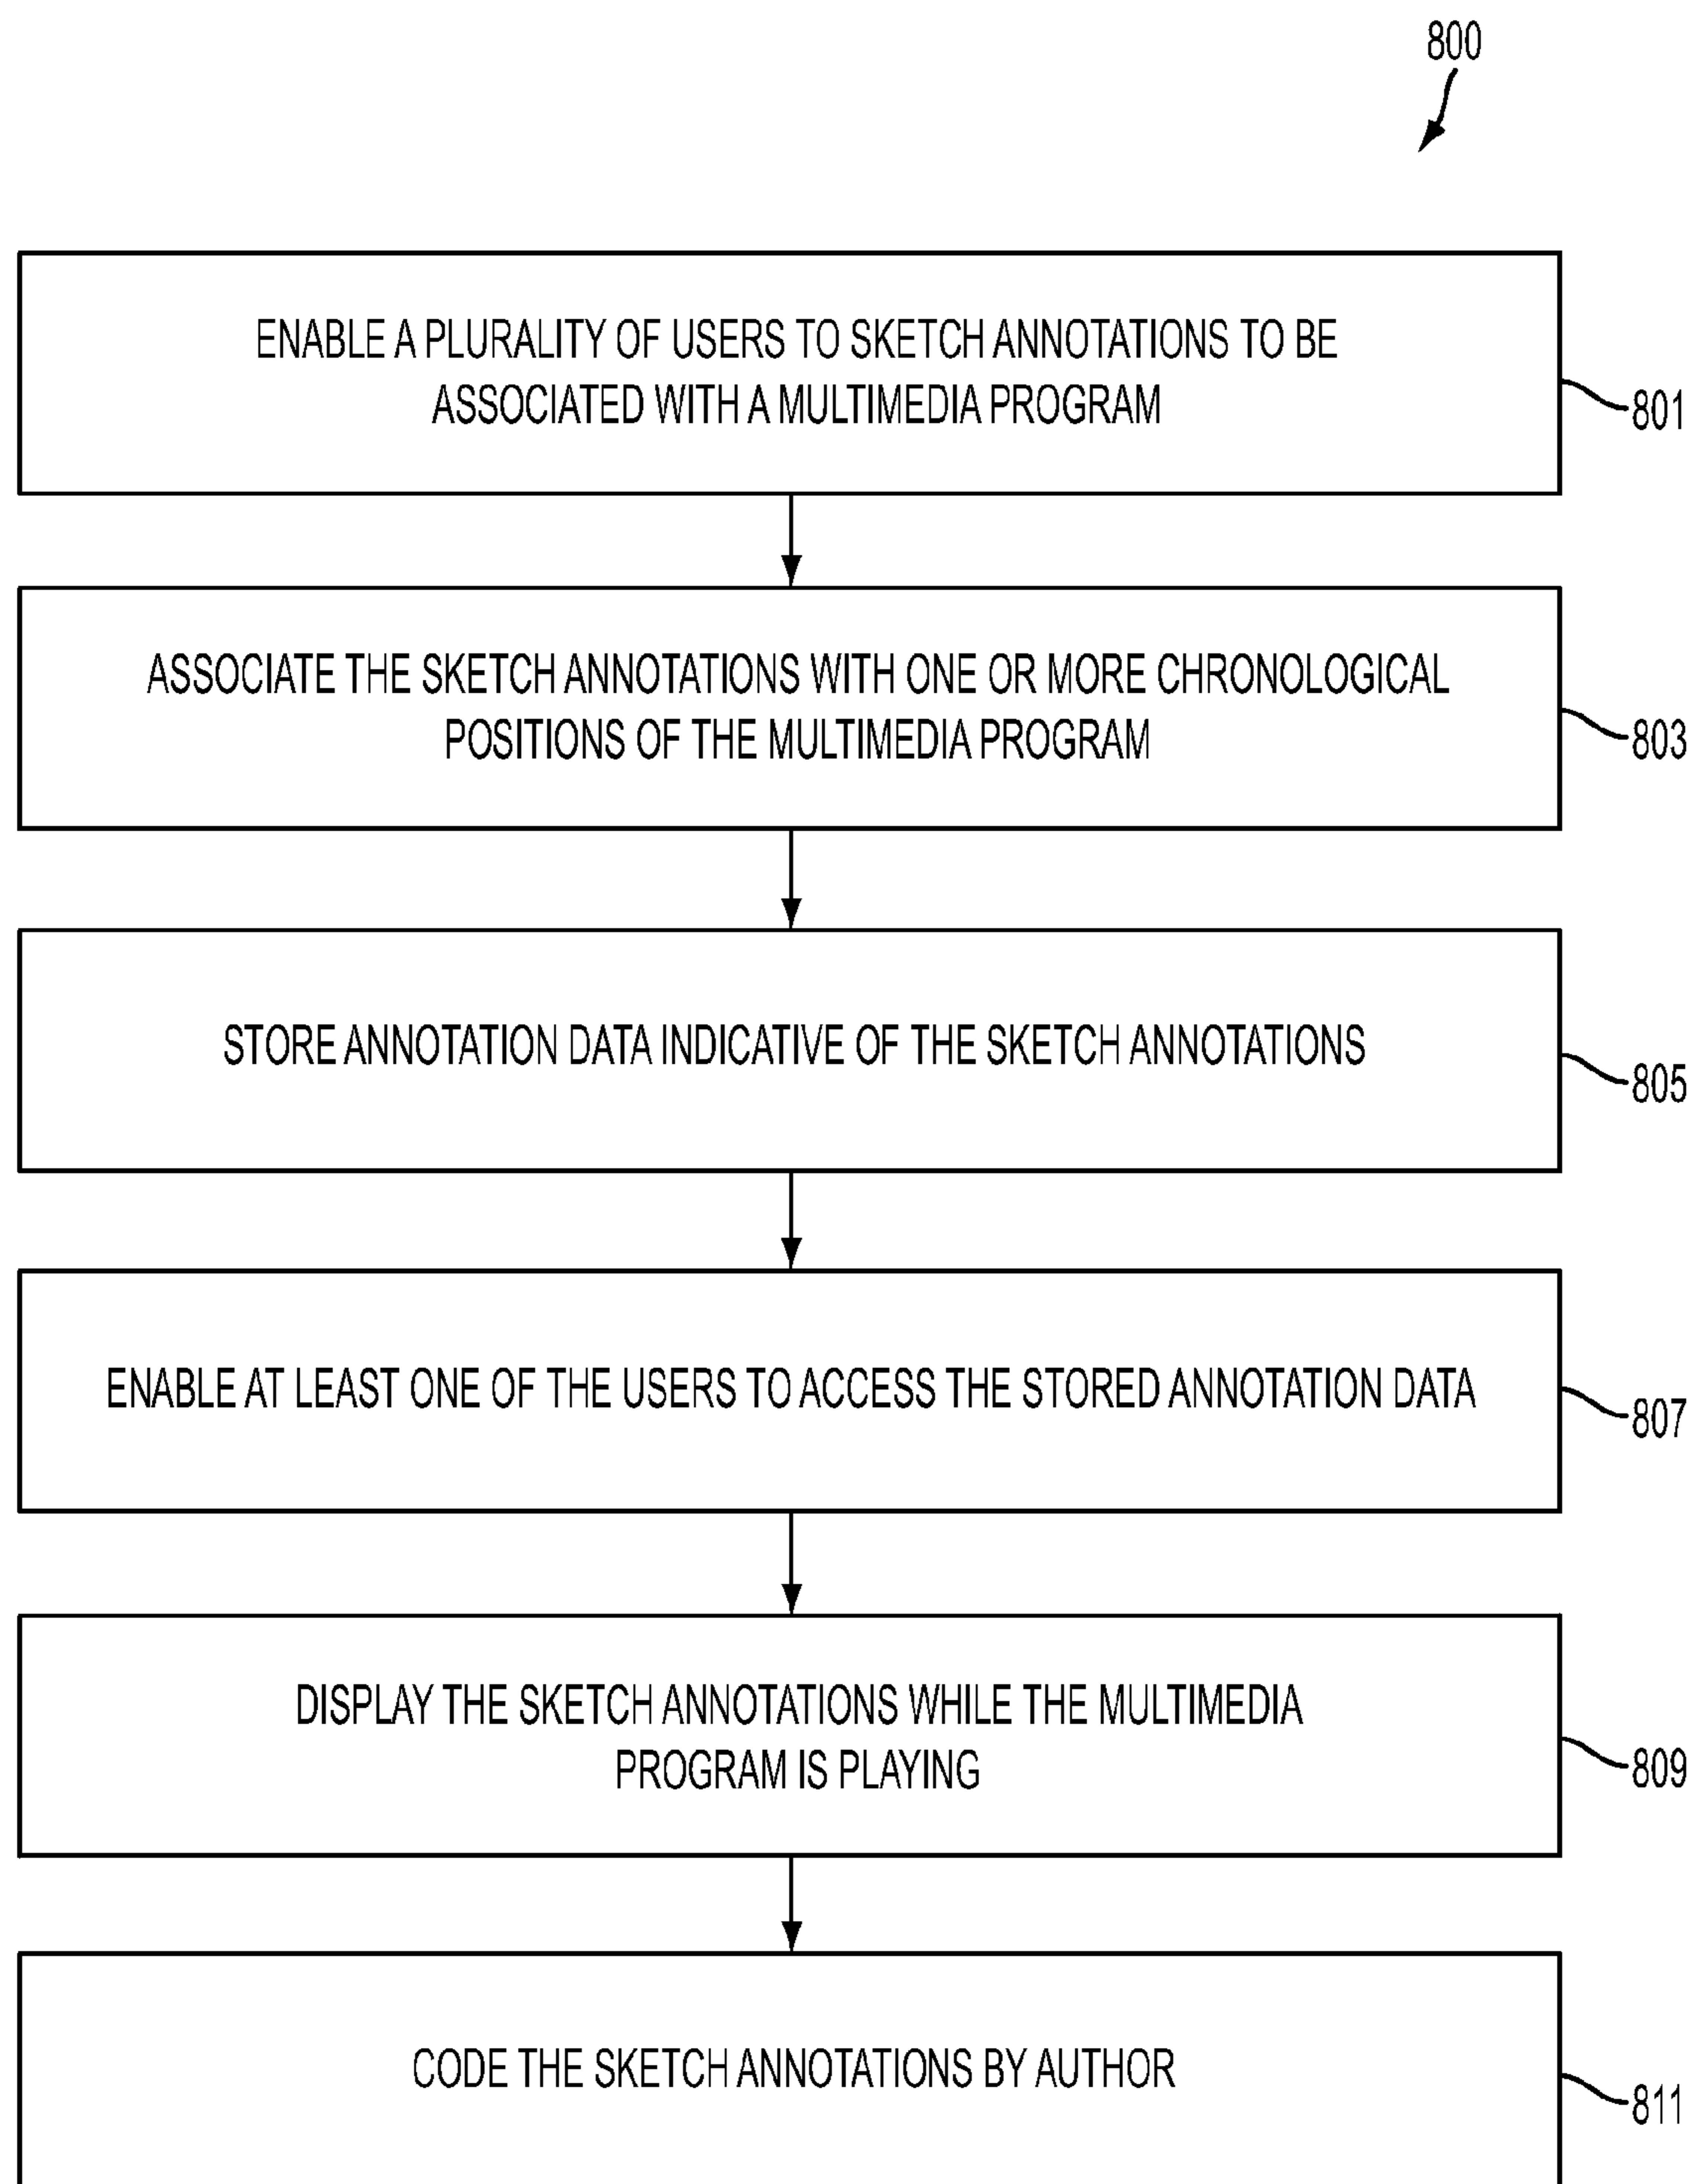 800
ENABLE A PLURALITY OF USERS TO SKETCH ANNOTATIONS TO BE
ASSOCIATED WITH A MULTIMEDIA PROGRAM
801
ASSOCIATE THE SKETCH ANNOTATIONS WITH ONE OR MORE CHRONOLOGICAL
POSITIONS OF THE MULTIMEDIA PROGRAM
803
STORE ANNOTATION DATA INDICATIVE OF THE SKETCH ANNOTATIONS
805
ENABLE AT LEAST ONE OF THE USERS TO ACCESS THE STORED ANNOTATION DATA
807
DISPLAY THE SKETCH ANNOTATIONS WHILE THE MULTIMEDIA
PROGRAM IS PLAYING
809
CODE THE SKETCH ANNOTATIONS BY AUTHOR
811